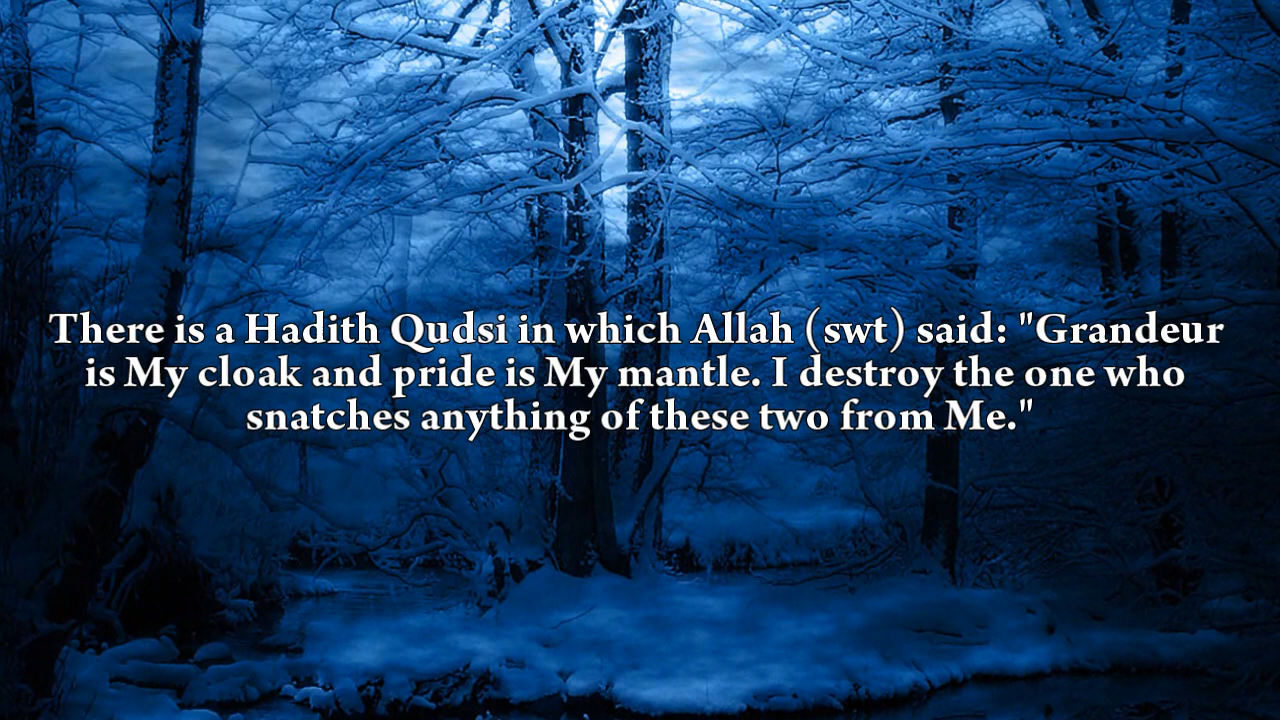 There is a Hadith Qudsi in which Allah (swt) said: "Grandeur
is My cloak and pride is My mantle. I destroy the one who
snatches anything of these two from Me."